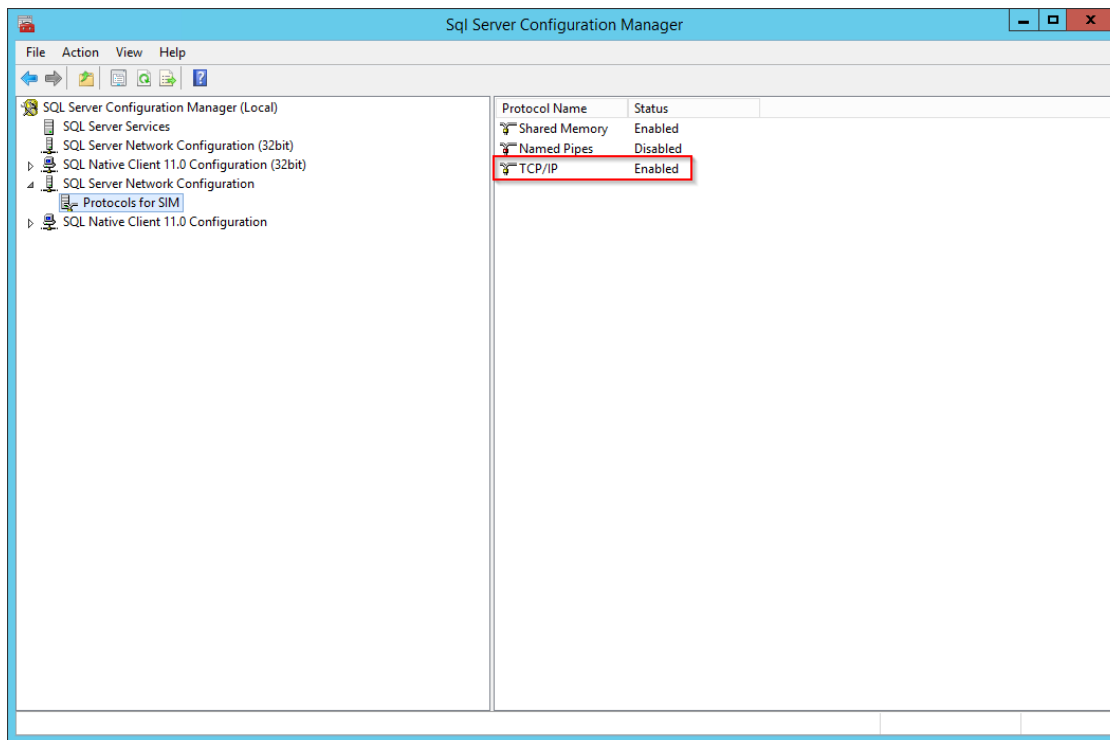 Sql Server Configuration Manager
File Action View Help
SQL Server Configuration Manager (Local)
SQL Server Services
SQL Server Network Configuration (32bit)
SQL Native Client 11.0 Configuration (32bit)
SQL Server Network Configuration
Protocols for SIM
SQL Native Client 11.0 Configuration
Protocol Name Status
Shared Memory Enabled
Named Pipes Disabled
TCP/IP Enabled